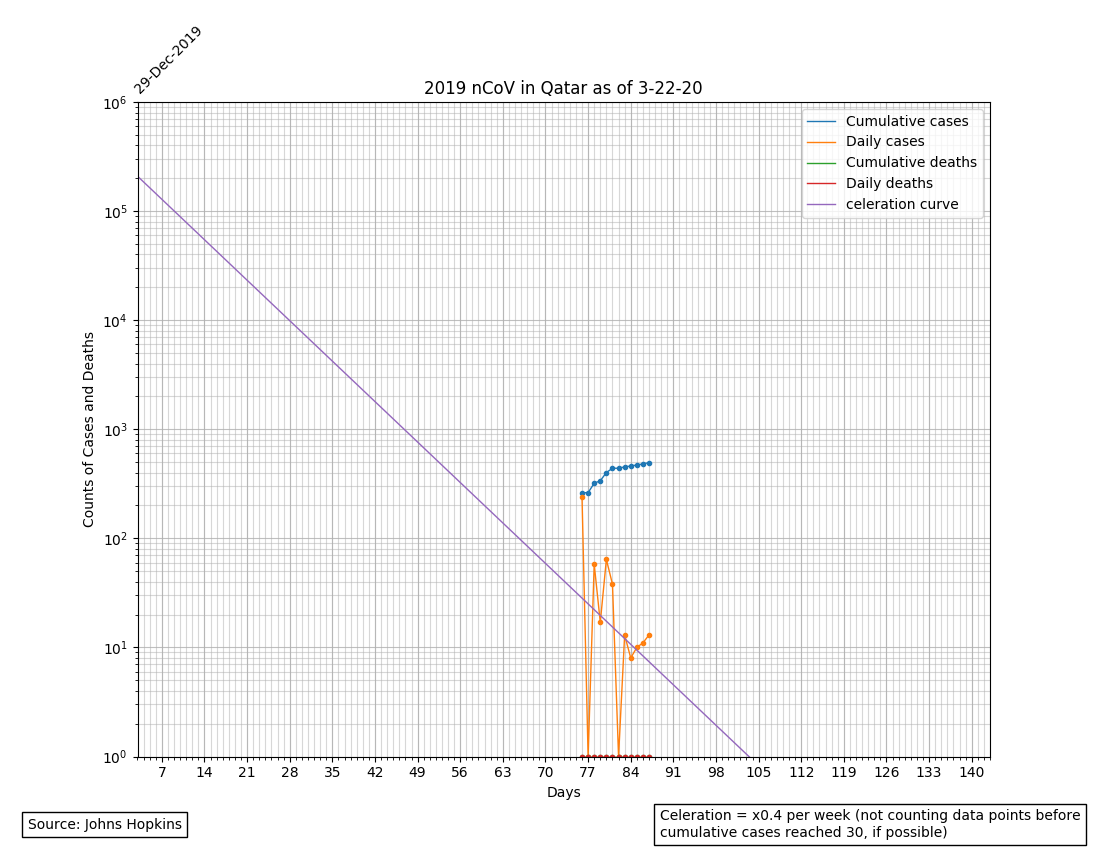 29-Dec-2019
2019 nCoV in Qatar as of 3-22-20
Cumulative cases
Daily cases
Cumulative deaths
Daily deaths
celeration curve
Counts of Cases and Deaths
10^6
10^5
10^4
10^3
10^2
10^1
10^0
7 14 21 28 35 42 49 56 63 70 77 84 91 98 105 112 119 126 133 140
Days
Source: Johns Hopkins
Celeration = x0.4 per week (not counting data points before
cumulative cases reached 30, if possible)